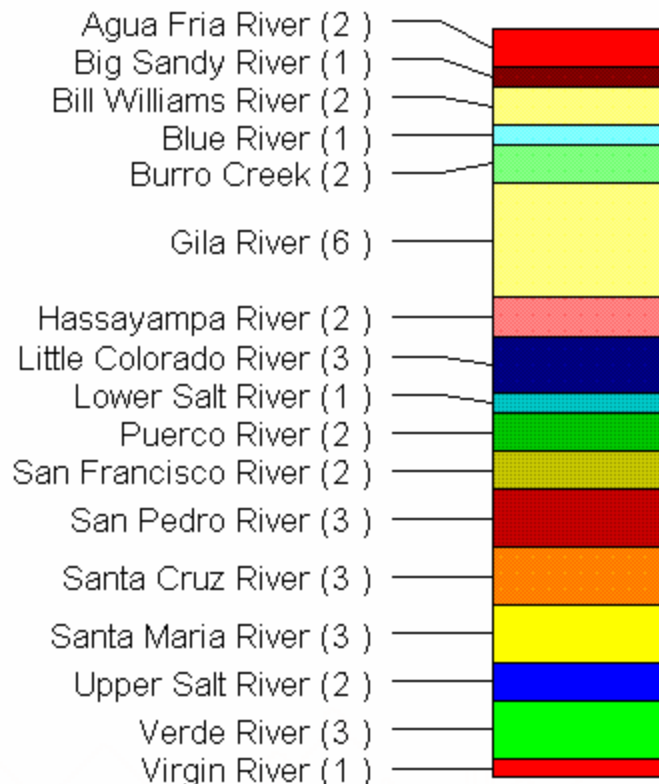 Agua Fria River (2 )
Big Sandy River (1 )
Bill Williams River (2 )
Blue River (1 )
Burro Creek (2 )
Gila River (6 )
Hassayampa River (2 )
Little Colorado River (3 )
Lower Salt River (1 )
Puerco River (2 )
San Francisco River (2 )
San Pedro River (3 )
Santa Cruz River (3 )
Santa Maria River (3 )
Upper Salt River (2 )
Verde River (3 )
Virgin River (1 )